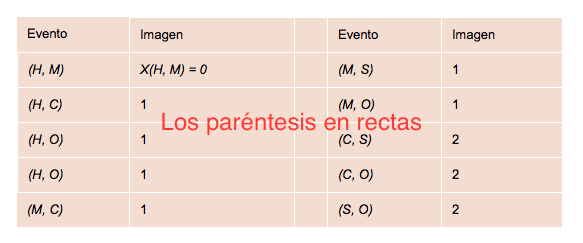 Evento Imagen Evento Imagen
(H, M) X(H, M) = 0 (M, S) 1
(H, C) 1 (M, O) 1
Los paréntesis en rectas
(H, O) 1 (C, S) 2
(H, O) 1 (C, O) 2
(M, C) 1 (S, O) 2